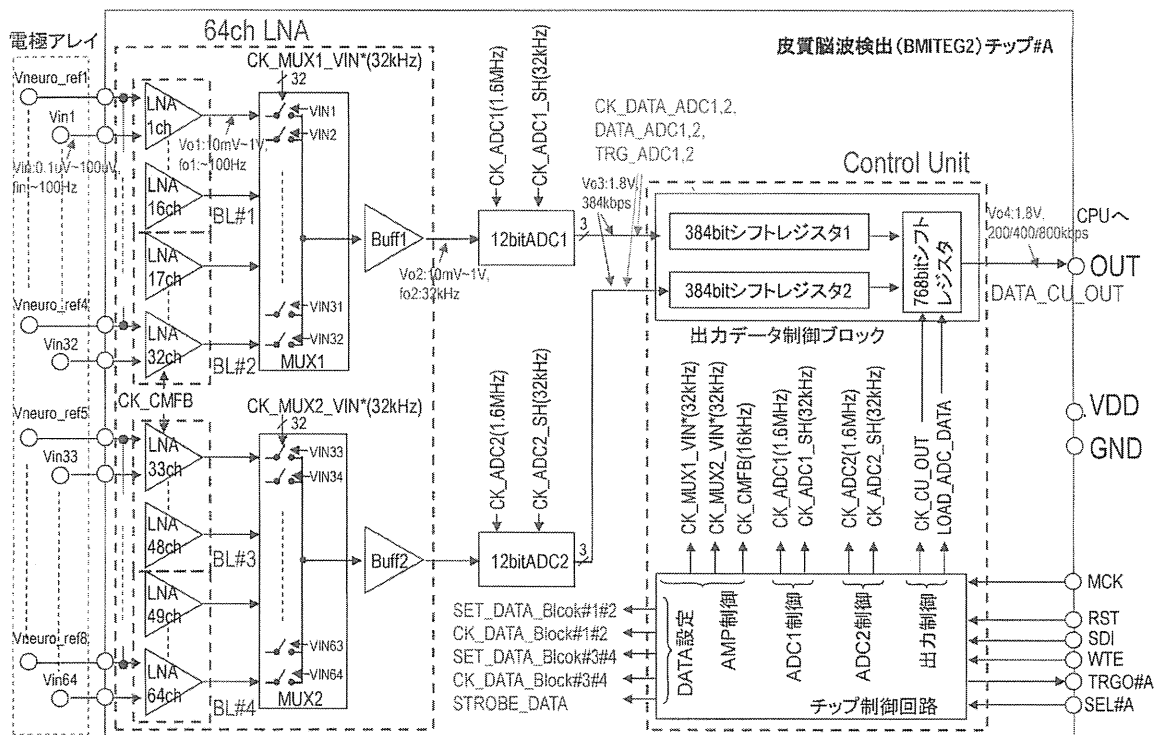 電極アレイ
64ch LNA
皮質脳波検出(BMITEG2)チップ#A
Vneuro_ref1
Vin1
Vin:0.1uV~100uV,
fin:~100Hz
Vneuro_ref4
Vin32
Vneuro_ref5
Vin33
Vneuro_ref8
Vin64
LNA
1ch
LNA
16ch
BL#1
LNA
17ch
LNA
32ch
BL#2
CK_CMFB
LNA
33ch
LNA
48ch
BL#3
LNA
49ch
LNA
64ch
BL#4
Vo1:10mV~1V,
fo1:~100Hz
CK_MUX1_VIN*(32kHz)
32
VIN1
VIN2
VIN31
VIN32
MUX1
CK_MUX2_VIN*(32kHz)
32
VIN33
VIN34
VIN63
VIN64
MUX2
Buff1
Vo2:10mV~1V,
fo2:32kHz
Buff2
CK_ADC1(1.6MHz)
CK_ADC1_SH(32kHz)
12bitADC1
3
CK_ADC2(1.6MHz)
CK_ADC2_SH(32kHz)
12bitADC2
3
CK_DATA_ADC1,2,
DATA_ADC1,2,
TRG_ADC1,2
Vo3:1.8V,
384kbps
Control Unit
384bitシフトレジスタ1
384bitシフトレジスタ2
768bitシフト
レジスタ
出力データ制御ブロック
Vo4:1.8V,
200/400/800kbps
CPUへ
OUT
DATA_CU_OUT
VDD
GND
CK_MUX1_VIN*(32kHz)
CK_MUX2_VIN*(32kHz)
CK_CMFB(16kHz)
CK_ADC1(1.6MHz)
CK_ADC1_SH(32kHz)
CK_ADC2(1.6MHz)
CK_ADC2_SH(32kHz)
CK_CU_OUT
LOAD_ADC_DATA
DATA設定
AMP制御
ADC1制御
ADC2制御
出力制御
チップ制御回路
SET_DATA_Blcok#1#2
CK_DATA_Block#1#2
SET_DATA_Blcok#3#4
CK_DATA_Block#3#4
STROBE_DATA
MCK
RST
SDI
WTE
TRGO#A
SEL#A